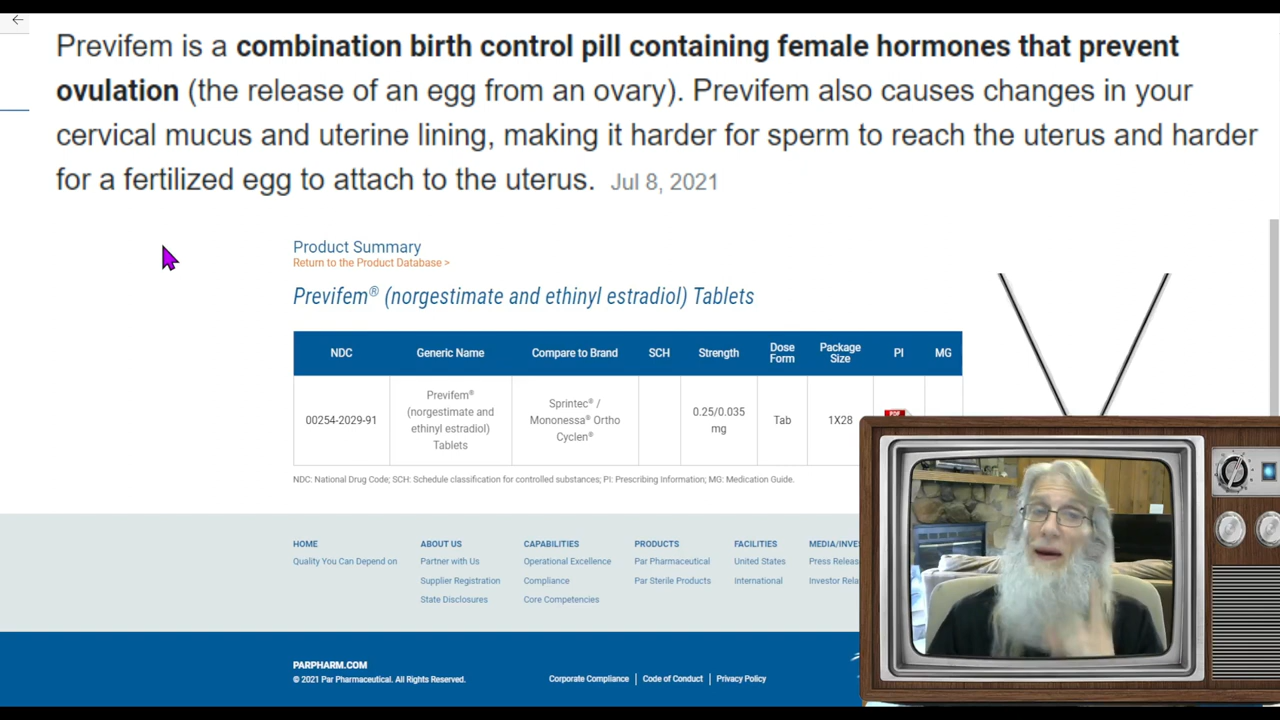 Previfem is a combination birth control pill containing female hormones that prevent
ovulation (the release of an egg from an ovary). Previfem also causes changes in your
cervical mucus and uterine lining, making it harder for sperm to reach the uterus and harder
for a fertilized egg to attach to the uterus. Jul 8, 2021
Product Summary
Return to the Product Database >
Previfem® (norgestimate and ethinyl estradiol) Tablets
NDC Generic Name Compare to Brand SCH Strength Dose Form Package Size PI MG
00254-2029-91
Previfem®
(norgestimate and
ethinyl estradiol)
Tablets
Sprintec® /
Mononessa® Ortho
Cyclen®
0.25/0.035
mg
Tab
1X28
PDF
NDC: National Drug Code; SCH: Schedule classification for controlled substances; PI: Prescribing Information; MG: Medication Guide.
HOME
Quality You Can Depend on
ABOUT US
Partner with Us
Supplier Registration
State Disclosures
CAPABILITIES
Operational Excellence
Compliance
Core Competencies
PRODUCTS
Par Pharmaceutical
Par Sterile Products
FACILITIES
United States
International
MEDIA/INVES
Press Releas
Investor Rela
PARPHARM.COM
© 2021 Par Pharmaceutical. All Rights Reserved.
Corporate Compliance | Code of Conduct | Privacy Policy